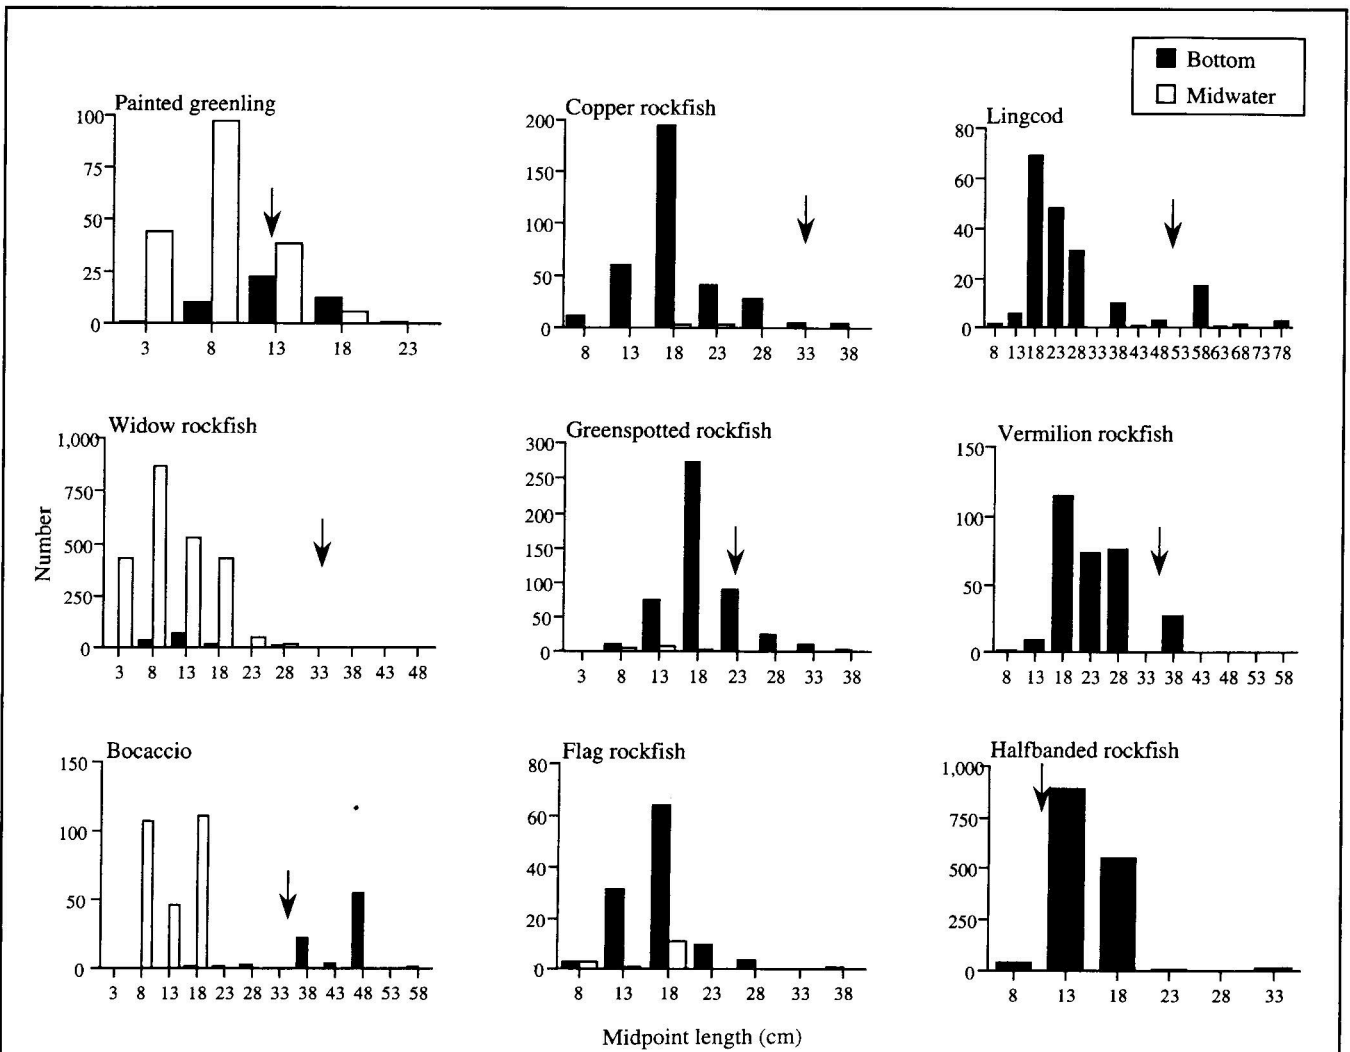 Bottom
Midwater
Painted greenling
100
75
50
25
0
3 8 13 18 23
Copper rockfish
200
150
100
50
0
8 13 18 23 28 33 38
Lingcod
80
60
40
20
0
8 13 18 23 28 33 38 43 48 53 58 63 68 73 78
Number
Widow rockfish
1,000
750
500
250
0
3 8 13 18 23 28 33 38 43 48
Greenspotted rockfish
300
250
200
150
100
50
0
3 8 13 18 23 28 33 38
Vermilion rockfish
150
100
50
0
8 13 18 23 28 33 38 43 48 53 58
Bocaccio
150
100
50
0
3 8 13 18 23 28 33 38 43 48 53 58
Flag rockfish
80
60
40
20
0
8 13 18 23 28 33 38
Halfbanded rockfish
1,000
750
500
250
0
8 13 18 23 28 33
Midpoint length (cm)